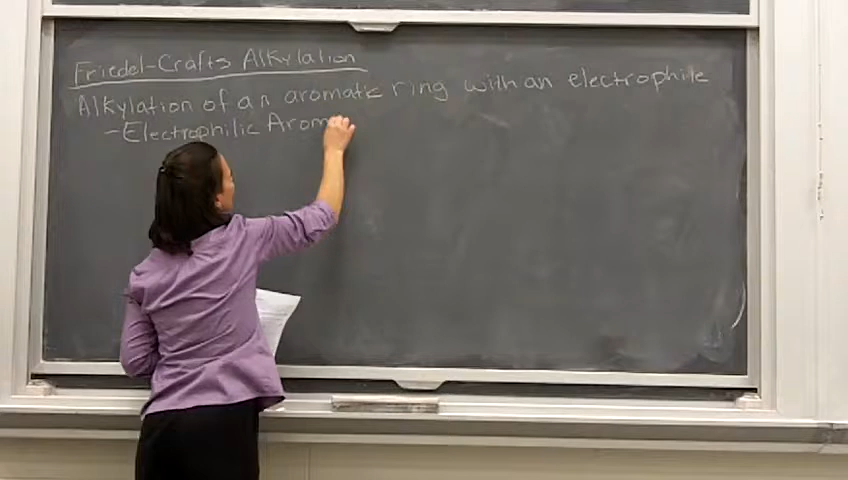 Friedel-Crafts Alkylation
Alkylation of an aromatic ring with an electrophile
-Electrophilic Arom